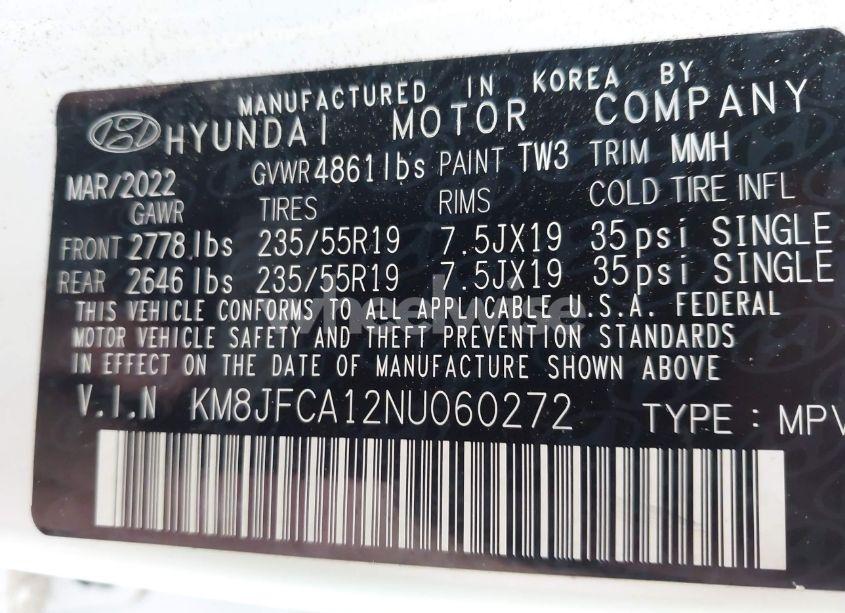 MANUFACTURED IN KOREA BY
HYUNDAI MOTOR COMPANY
MAR/2022 GVWR 4861lbs PAINT TW3 TRIM MMH
GAWR TIRES RIMS COLD TIRE INFL
FRONT 2778 lbs 235/55R19 7.5JX19 35psi SINGLE
REAR 2646 lbs 235/55R19 7.5JX19 35psi SINGLE
THIS VEHICLE CONFORMS TO ALL APPLICABLE U.S.A. FEDERAL
MOTOR VEHICLE SAFETY AND THEFT PREVENTION STANDARDS
IN EFFECT ON THE DATE OF MANUFACTURE SHOWN ABOVE
V.I.N KM8JFCA12NU060272 TYPE : MPV